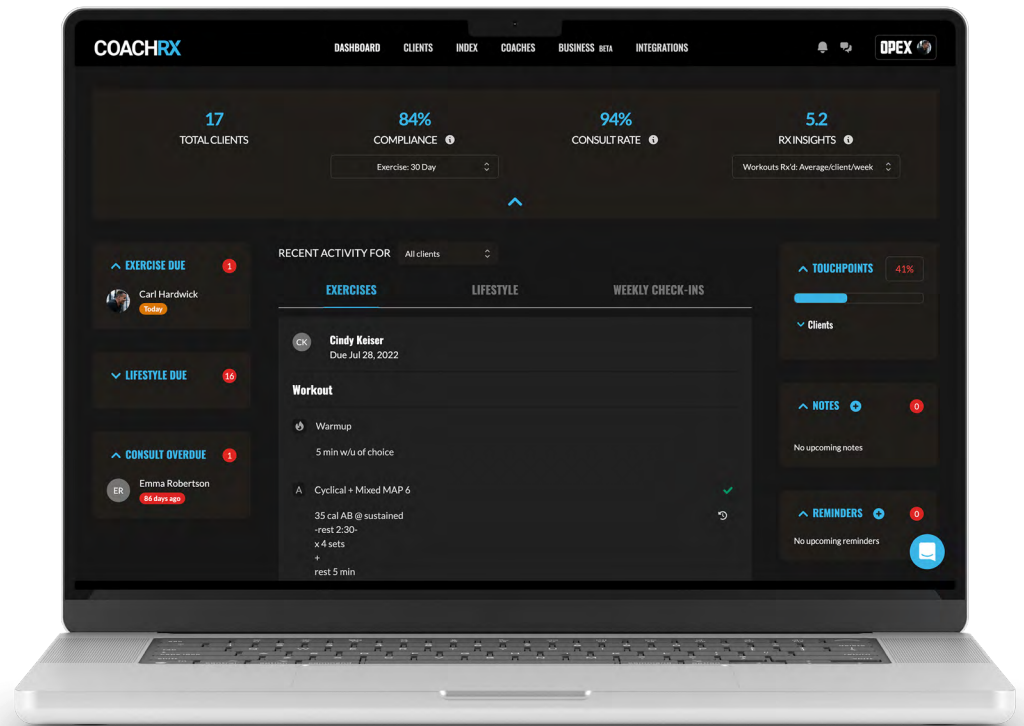 COACHRX
DASHBOARD CLIENTS INDEX COACHES BUSINESS BETA INTEGRATIONS
OPEX
17 84% 94% 5.2
TOTAL CLIENTS COMPLIANCE CONSULT RATE RX INSIGHTS
Exercise: 30 Day Workouts Rx'd: Average/client/week
EXERCISE DUE 1
Carl Hardwick
Today
LIFESTYLE DUE 16
CONSULT OVERDUE 1
ER Emma Robertson
86 days ago
RECENT ACTIVITY FOR All clients
EXERCISES LIFESTYLE WEEKLY CHECK-INS
CK Cindy Keiser
Due Jul 28, 2022
Workout
Warmup
5 min w/u of choice
A Cyclical + Mixed MAP 6
35 cal AB @ sustained
-rest 2:30-
x 4 sets
+
rest 5 min
TOUCHPOINTS 41%
Clients
NOTES 0
No upcoming notes
REMINDERS 0
No upcoming reminders